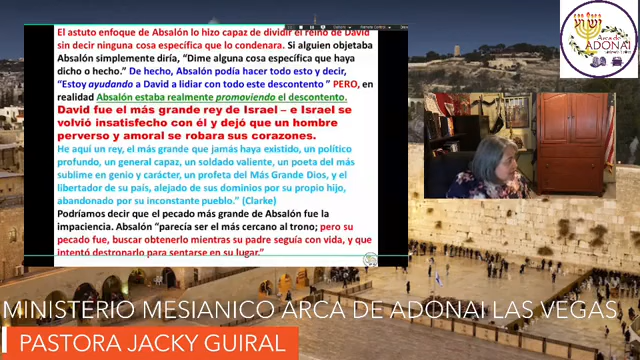 El astuto enfoque de Absalón lo hizo capaz de dividir el reino de David
sin decir ninguna cosa específica que lo condenara. Si alguien objetaba
Absalón simplemente diría, “Dime alguna cosa específica que haya
dicho o hecho.” De hecho, Absalón podía hacer todo esto y decir,
“Estoy ayudando a David a lidiar con todo este descontento ” PERO, en
realidad Absalón estaba realmente promoviendo el descontento.
David fue el más grande rey de Israel – e Israel se
volvió insatisfecho con él y dejó que un hombre
perverso y amoral se robara sus corazones.
He aquí un rey, el más grande que jamás haya existido, un político
profundo, un general capaz, un soldado valiente, un poeta del más
sublime en genio y carácter, un profeta del Más Grande Dios, y el
libertador de su país, alejado de sus dominios por su propio hijo,
abandonado por su inconstante pueblo.” (Clarke)
Podríamos decir que el pecado más grande de Absalón fue la
impaciencia. Absalón “parecía ser el más cercano al trono; pero su
pecado fue, buscar obtenerlo mientras su padre seguía con vida, y que
intentó destronarlo para sentarse en su lugar.”
Arca de
ADONAI
MINISTERIO MESIANICO ARCA DE ADONAI LAS VEGAS
PASTORA JACKY GUIRAL